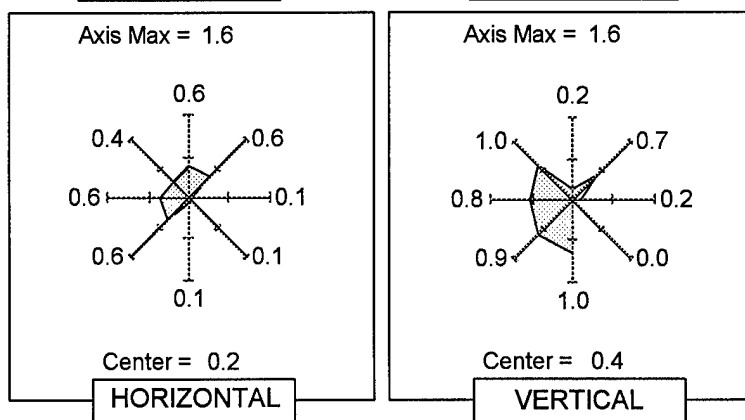 Axis Max = 1.6
0.6
0.4
0.6
0.6
0.1
0.6
0.1
0.1
Center = 0.2
HORIZONTAL
Axis Max = 1.6
0.2
1.0
0.7
0.8
0.2
0.9
0.0
1.0
Center = 0.4
VERTICAL